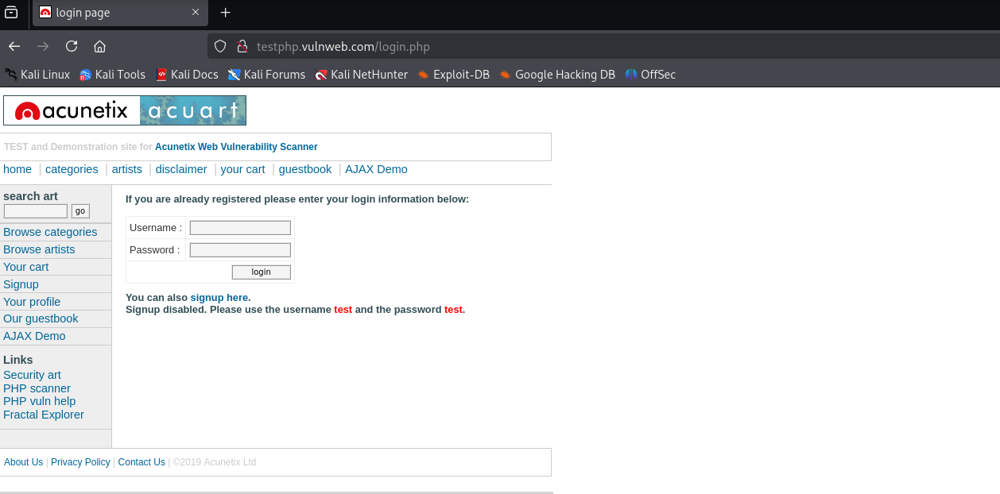 login page
testphp.vulnweb.com/login.php
Kali Linux Kali Tools Kali Docs Kali Forums Kali NetHunter Exploit-DB Google Hacking DB OffSec
acunetix acuart
TEST and Demonstration site for Acunetix Web Vulnerability Scanner
home | categories | artists | disclaimer | your cart | guestbook | AJAX Demo
search art
go
Browse categories
Browse artists
Your cart
Signup
Your profile
Our guestbook
AJAX Demo
Links
Security art
PHP scanner
PHP vuln help
Fractal Explorer
If you are already registered please enter your login information below:
Username :
Password :
login
You can also signup here.
Signup disabled. Please use the username test and the password test.
About Us | Privacy Policy | Contact Us | ©2019 Acunetix Ltd